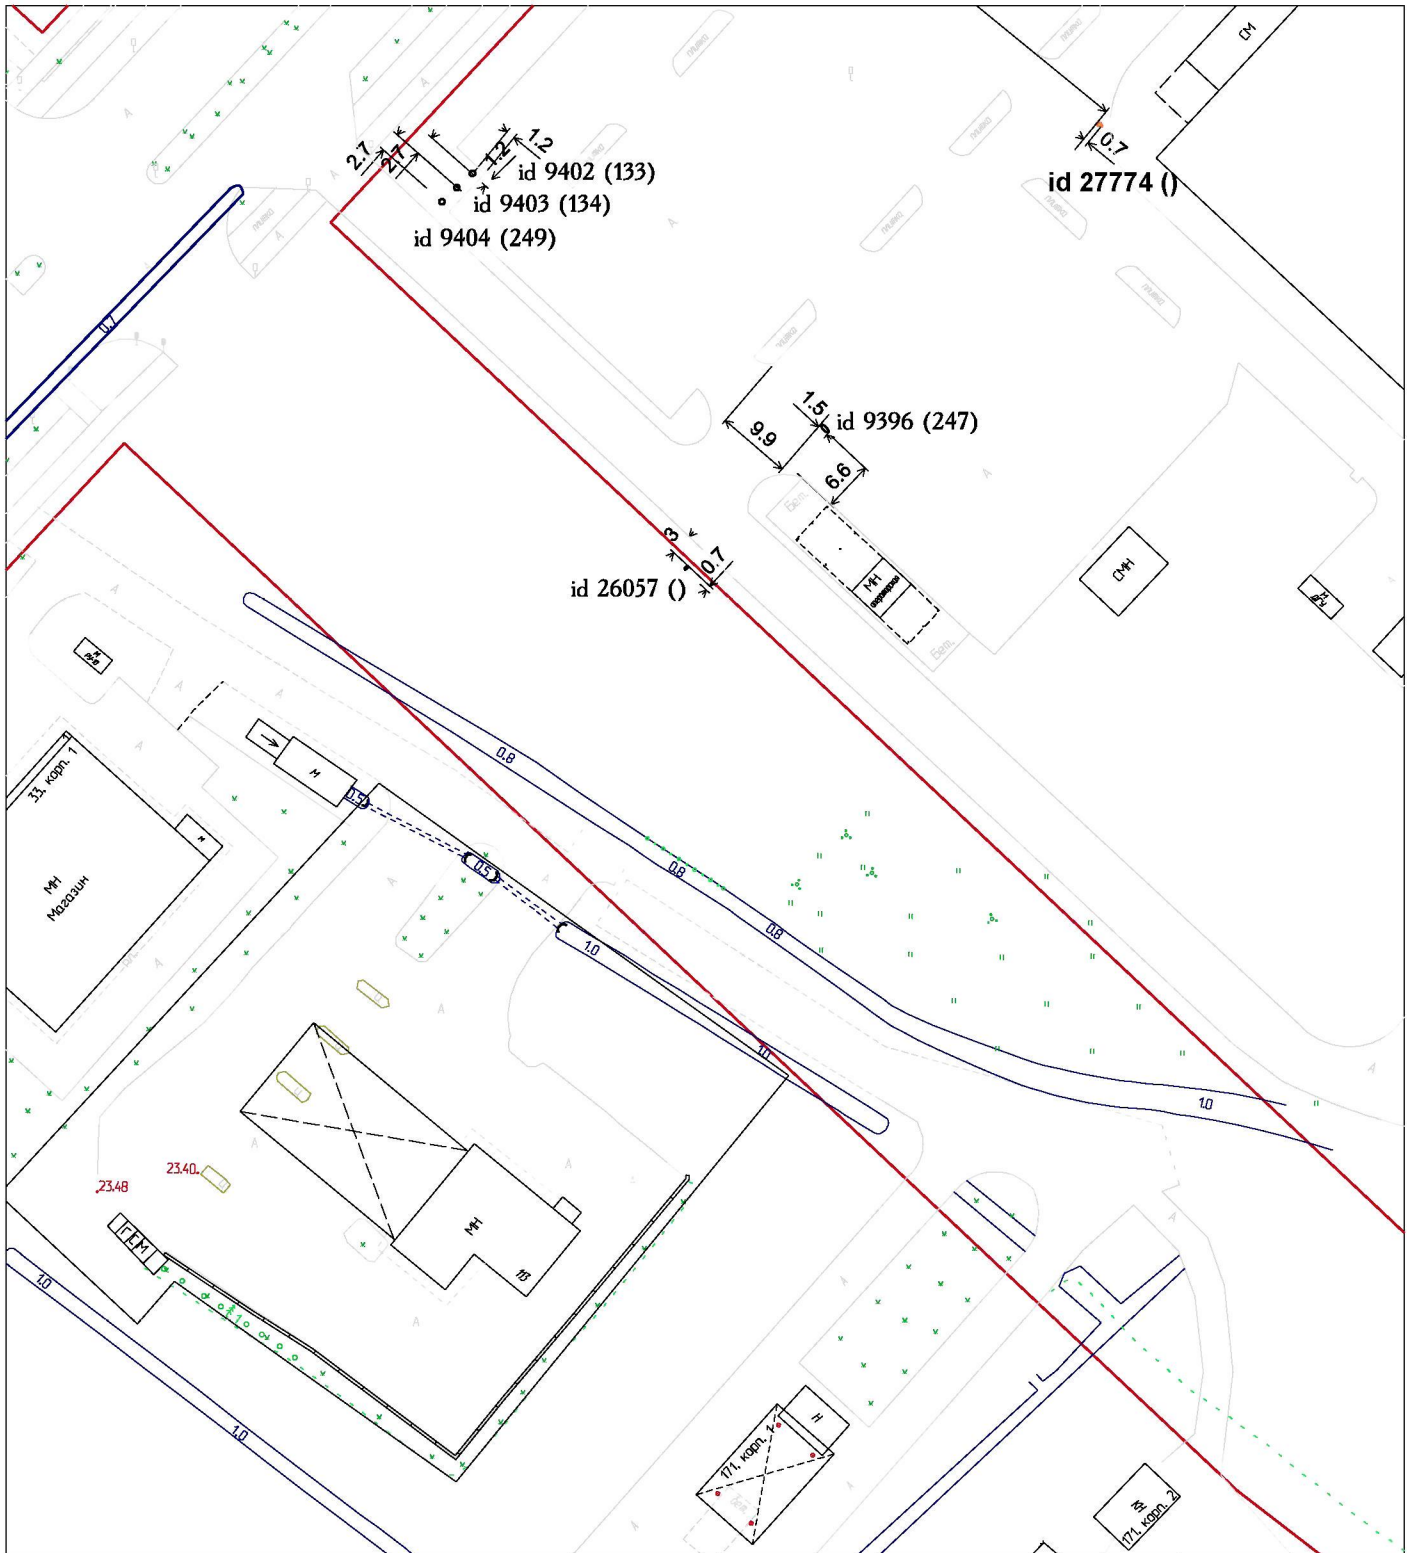 СМ
0.7
id 27774 ()
1.2
1.2
2.7
2.7
id 9402 (133)
id 9403 (134)
id 9404 (249)
А
А
А
А
0.7
1.5
id 9396 (247)
9.9
6.6
А
Бет.
МН
СМН
3
0.7
id 26057 ()
Бет.
А
А
А
А
М
0.8
0.5
33, корп. 1
М
МН
Магазин
0.5
0.8
А
0.8
1.0
А
А
1.0
А
1.0
23.40
23.48
А
А
МН
113
ГЕМ
А
А
А
1.0
1.0
Н
171, корп. 1
Бет.
А
А
171, корп. 2